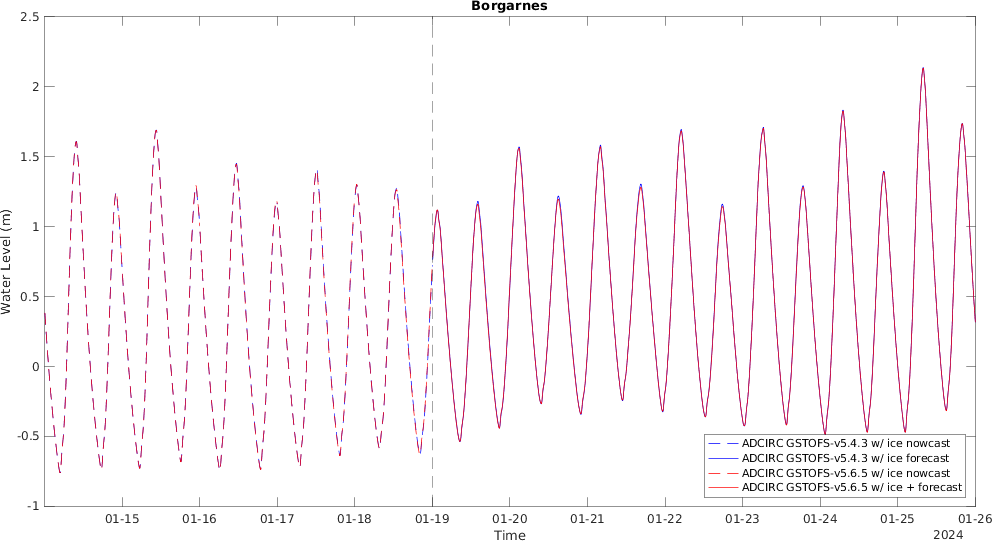 Borgarnes
2.5
2
1.5
1
0.5
0
-0.5
-1
Water Level (m)
01-15 01-16 01-17 01-18 01-19 01-20 01-21 01-22 01-23 01-24 01-25 01-26
Time
2024
ADCIRC GSTOFS-v5.4.3 w/ ice nowcast
ADCIRC GSTOFS-v5.4.3 w/ ice forecast
ADCIRC GSTOFS-v5.6.5 w/ ice nowcast
ADCIRC GSTOFS-v5.6.5 w/ ice + forecast